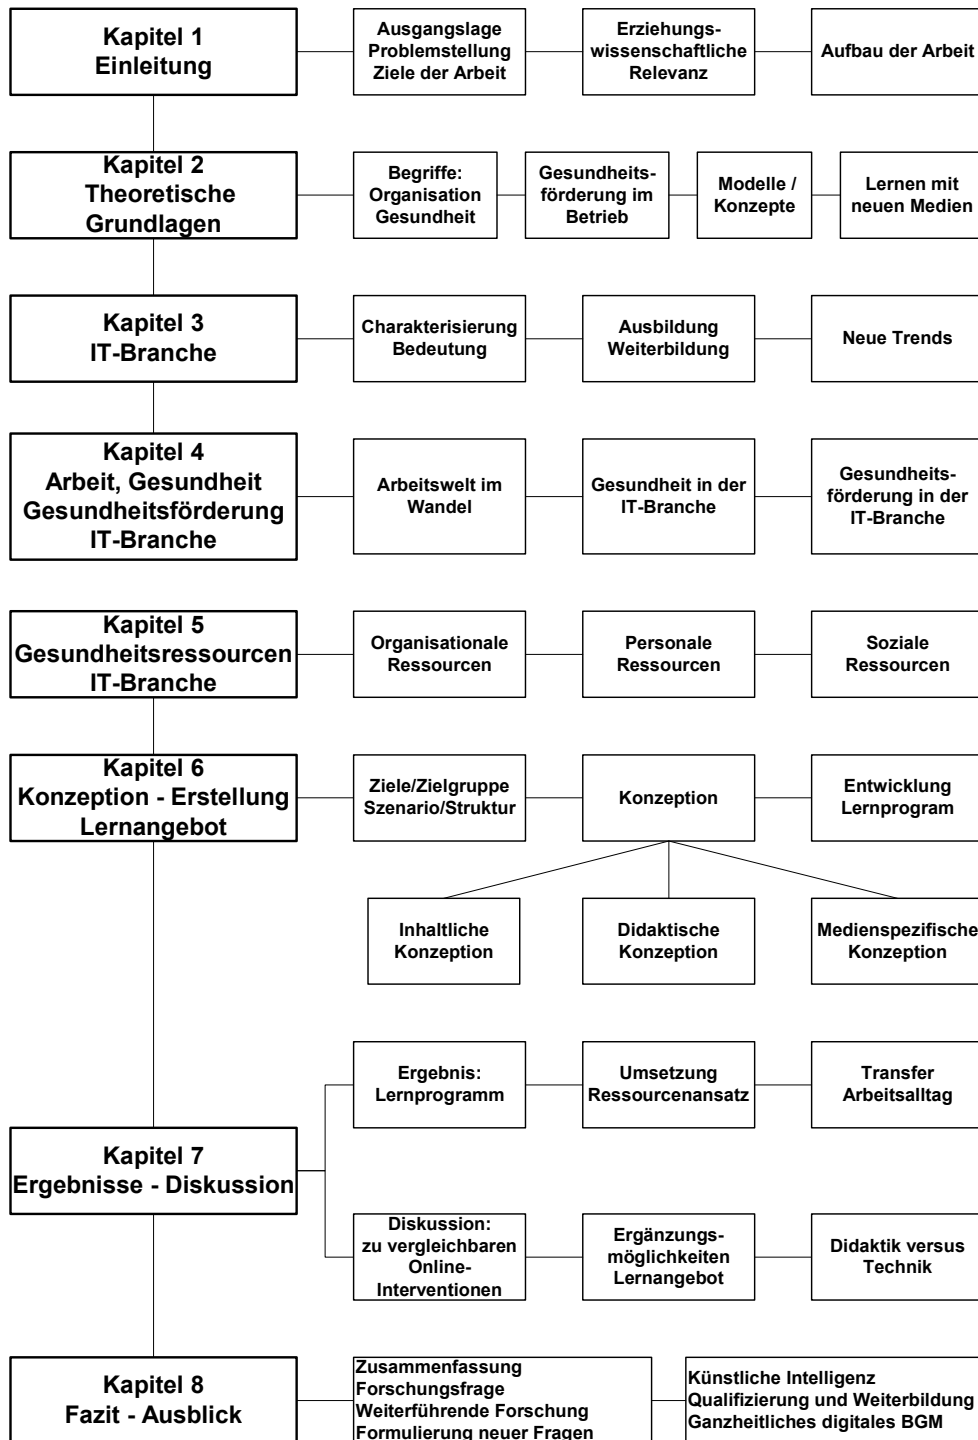 Kapitel 1
Einleitung
Ausgangslage
Problemstellung
Ziele der Arbeit
Erziehungs-
wissenschaftliche
Relevanz
Aufbau der Arbeit
Kapitel 2
Theoretische
Grundlagen
Begriffe:
Organisation
Gesundheit
Gesundheits-
förderung im
Betrieb
Modelle /
Konzepte
Lernen mit
neuen Medien
Kapitel 3
IT-Branche
Charakterisierung
Bedeutung
Ausbildung
Weiterbildung
Neue Trends
Kapitel 4
Arbeit, Gesundheit
Gesundheitsförderung
IT-Branche
Arbeitswelt im
Wandel
Gesundheit in der
IT-Branche
Gesundheits-
förderung in der
IT-Branche
Kapitel 5
Gesundheitsressourcen
IT-Branche
Organisationale
Ressourcen
Personale
Ressourcen
Soziale
Ressourcen
Kapitel 6
Konzeption - Erstellung
Lernangebot
Ziele/Zielgruppe
Szenario/Struktur
Konzeption
Entwicklung
Lernprogram
Inhaltliche
Konzeption
Didaktische
Konzeption
Medienspezifische
Konzeption
Kapitel 7
Ergebnisse - Diskussion
Ergebnis:
Lernprogramm
Umsetzung
Ressourcenansatz
Transfer
Arbeitsalltag
Diskussion:
zu vergleichbaren
Online-
Interventionen
Ergänzungs-
möglichkeiten
Lernangebot
Didaktik versus
Technik
Kapitel 8
Fazit - Ausblick
Zusammenfassung
Forschungsfrage
Weiterführende Forschung
Formulierung neuer Fragen
Künstliche Intelligenz
Qualifizierung und Weiterbildung
Ganzheitliches digitales BGM